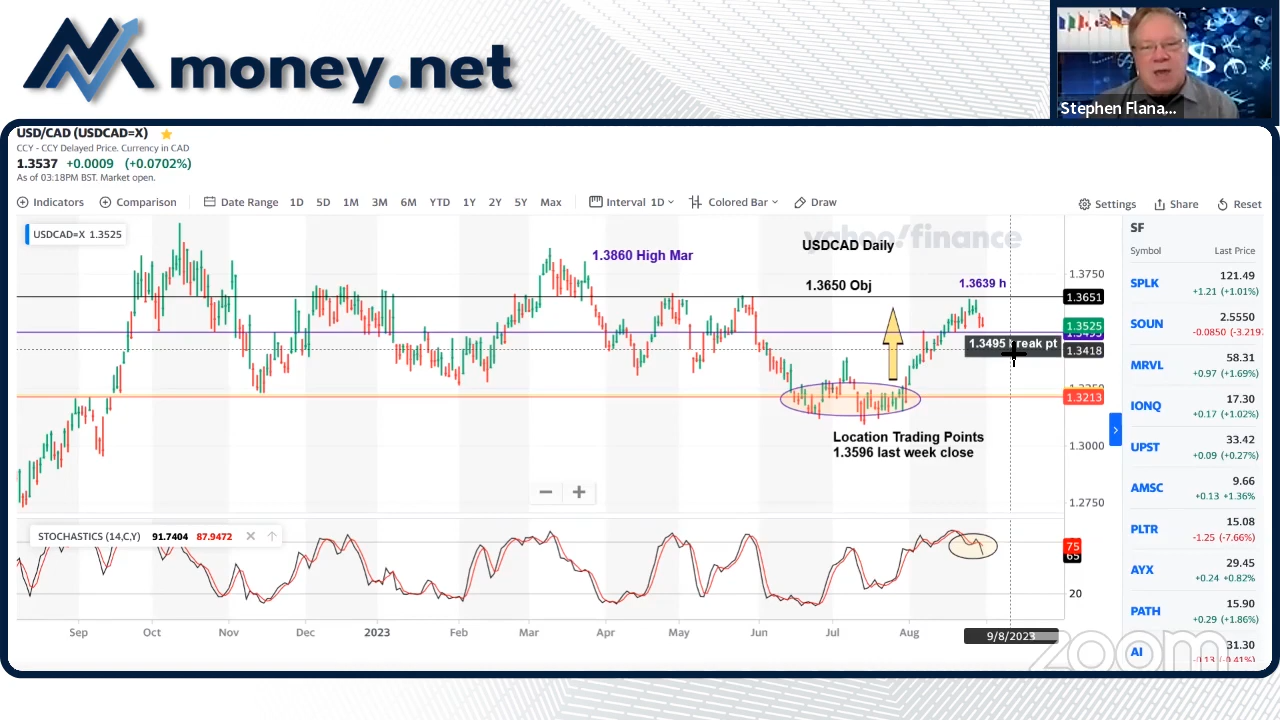 money.net
Stephen Flana...
USD/CAD (USDCAD=X)
CCY - CCY Delayed Price. Currency in CAD
1.3537 +0.0009 (+0.0702%)
As of 03:18PM BST. Market open.
Indicators Comparison Date Range 1D 5D 1M 3M 6M YTD 1Y 2Y 5Y Max Interval 1D Colored Bar Draw Settings Share Reset
USDCAD=X 1.3525
yahoo!finance
USDCAD Daily
1.3860 High Mar
1.3650 Obj
1.3639 h
1.3495 break pt
Location Trading Points
1.3596 last week close
1.3750
1.3651
1.3525
1.3418
1.3213
1.3000
1.2750
STOCHASTICS (14,C,Y) 91.7404 87.9472
75
65
20
Sep Oct Nov Dec 2023 Feb Mar Apr May Jun Jul Aug
9/8/2023
SF
Symbol Last Price
SPLK 121.49
+1.21 (+1.01%)
SOUN 2.5550
-0.0850 (-3.219
MRVL 58.31
+0.97 (+1.69%)
IONQ 17.30
+0.17 (+1.02%)
UPST 33.42
+0.09 (+0.27%)
AMSC 9.66
+0.13 +1.36%
PLTR 15.08
-1.25 (-7.66%)
AYX 29.45
+0.24 +0.82%
PATH 15.90
+0.29 (+1.86%)
AI 31.30
-0.13 (-0.41%)
zoom